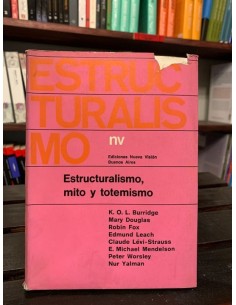 ESTRUC
TURALIS
MO
nv
Ediciones Nueva Visión
Buenos Aires
Estructuralismo,
mito y totemismo
K. O. L. Burridge
Mary Douglas
Robin Fox
Edmund Leach
Claude Lévi-Strauss
E. Michael Mendelson
Peter Worsley
Nur Yalman